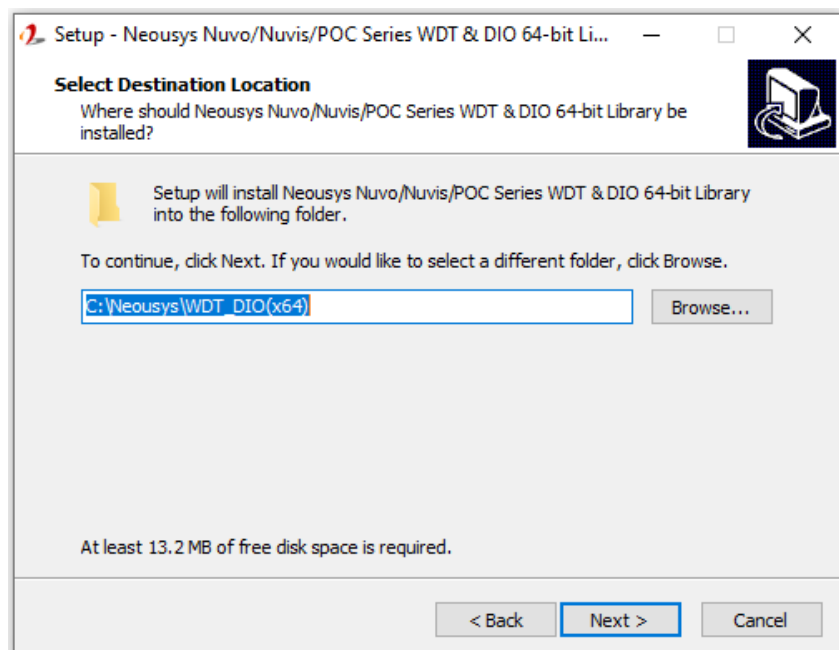 Setup - Neousys Nuvo/Nuvis/POC Series WDT & DIO 64-bit Li...
Select Destination Location
Where should Neousys Nuvo/Nuvis/POC Series WDT & DIO 64-bit Library be
installed?
Setup will install Neousys Nuvo/Nuvis/POC Series WDT & DIO 64-bit Library
into the following folder.
To continue, click Next. If you would like to select a different folder, click Browse.
C:\Neousys\WDT_DIO(x64)
Browse...
At least 13.2 MB of free disk space is required.
< Back
Next >
Cancel